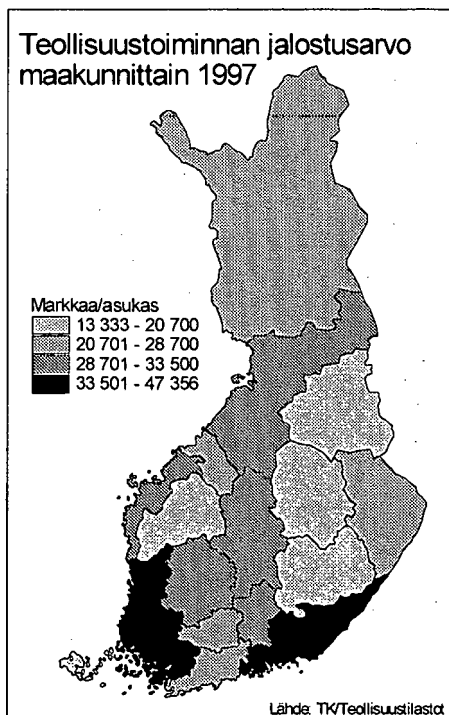 Teollisuustoiminnan jalostusarvo
maakunnittain 1997
Markkaa/asukas
13 333 - 20 700
20 701 - 28 700
28 701 - 33 500
33 501 - 47 356
Lähde: TK/Teollisuustilastot